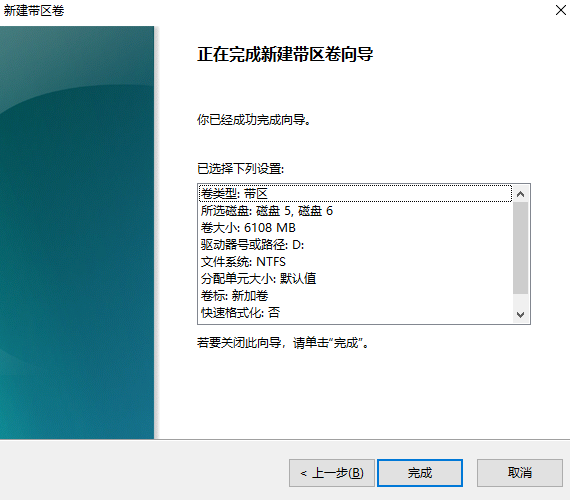 新建带区卷
正在完成新建带区卷向导
你已经成功完成向导。
已选择下列设置:
卷类型: 带区
所选磁盘: 磁盘 5, 磁盘 6
卷大小: 6108 MB
驱动器号或路径: D:
文件系统: NTFS
分配单元大小: 默认值
卷标: 新加卷
快速格式化: 否
若要关闭此向导，请单击“完成”。
< 上一步(B) 完成 取消